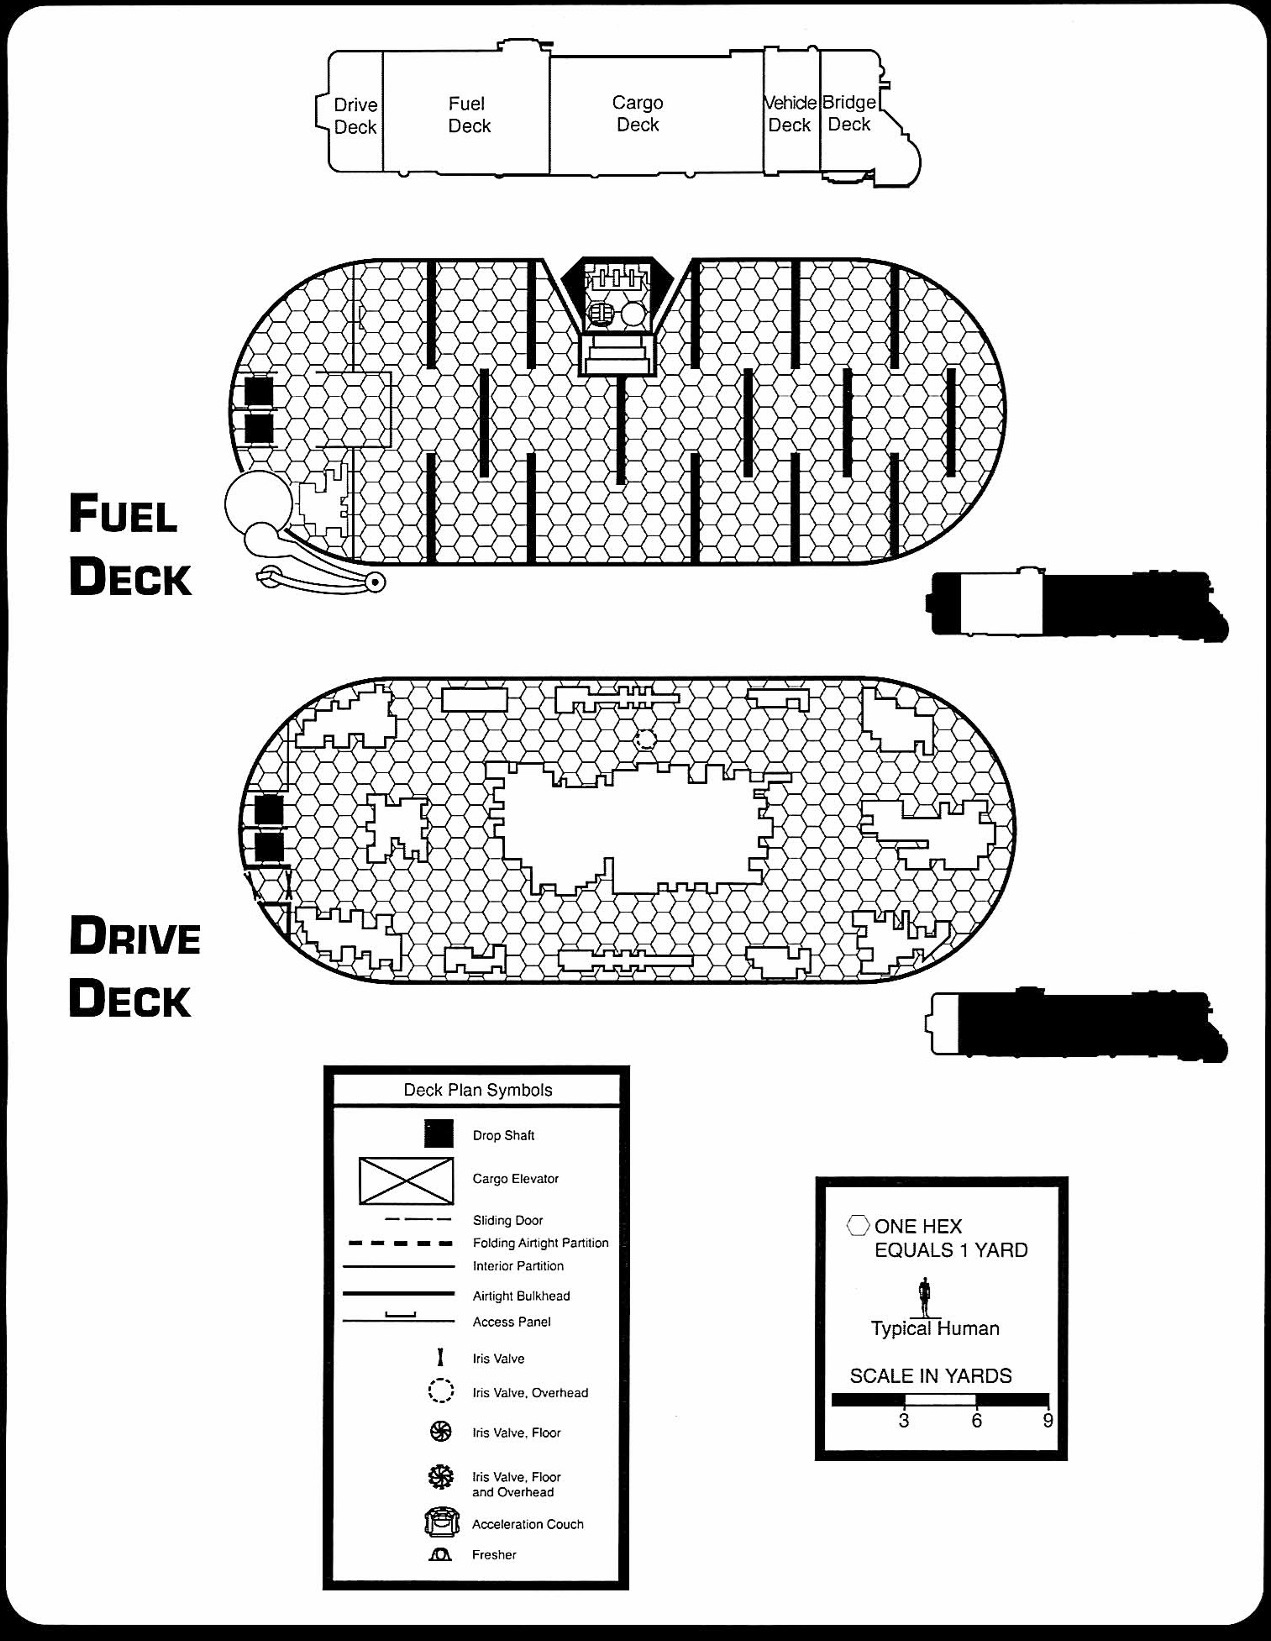 Drive
Deck
Fuel
Deck
Cargo
Deck
Vehicle
Deck
Bridge
Deck
FUEL
DECK
DRIVE
DECK
Deck Plan Symbols
Drop Shaft
Cargo Elevator
Sliding Door
Folding Airtight Partition
Interior Partition
Airtight Bulkhead
Access Panel
Iris Valve
Iris Valve, Overhead
Iris Valve, Floor
Iris Valve, Floor
and Overhead
Acceleration Couch
Fresher
ONE HEX
EQUALS 1 YARD
Typical Human
SCALE IN YARDS
3 6 9